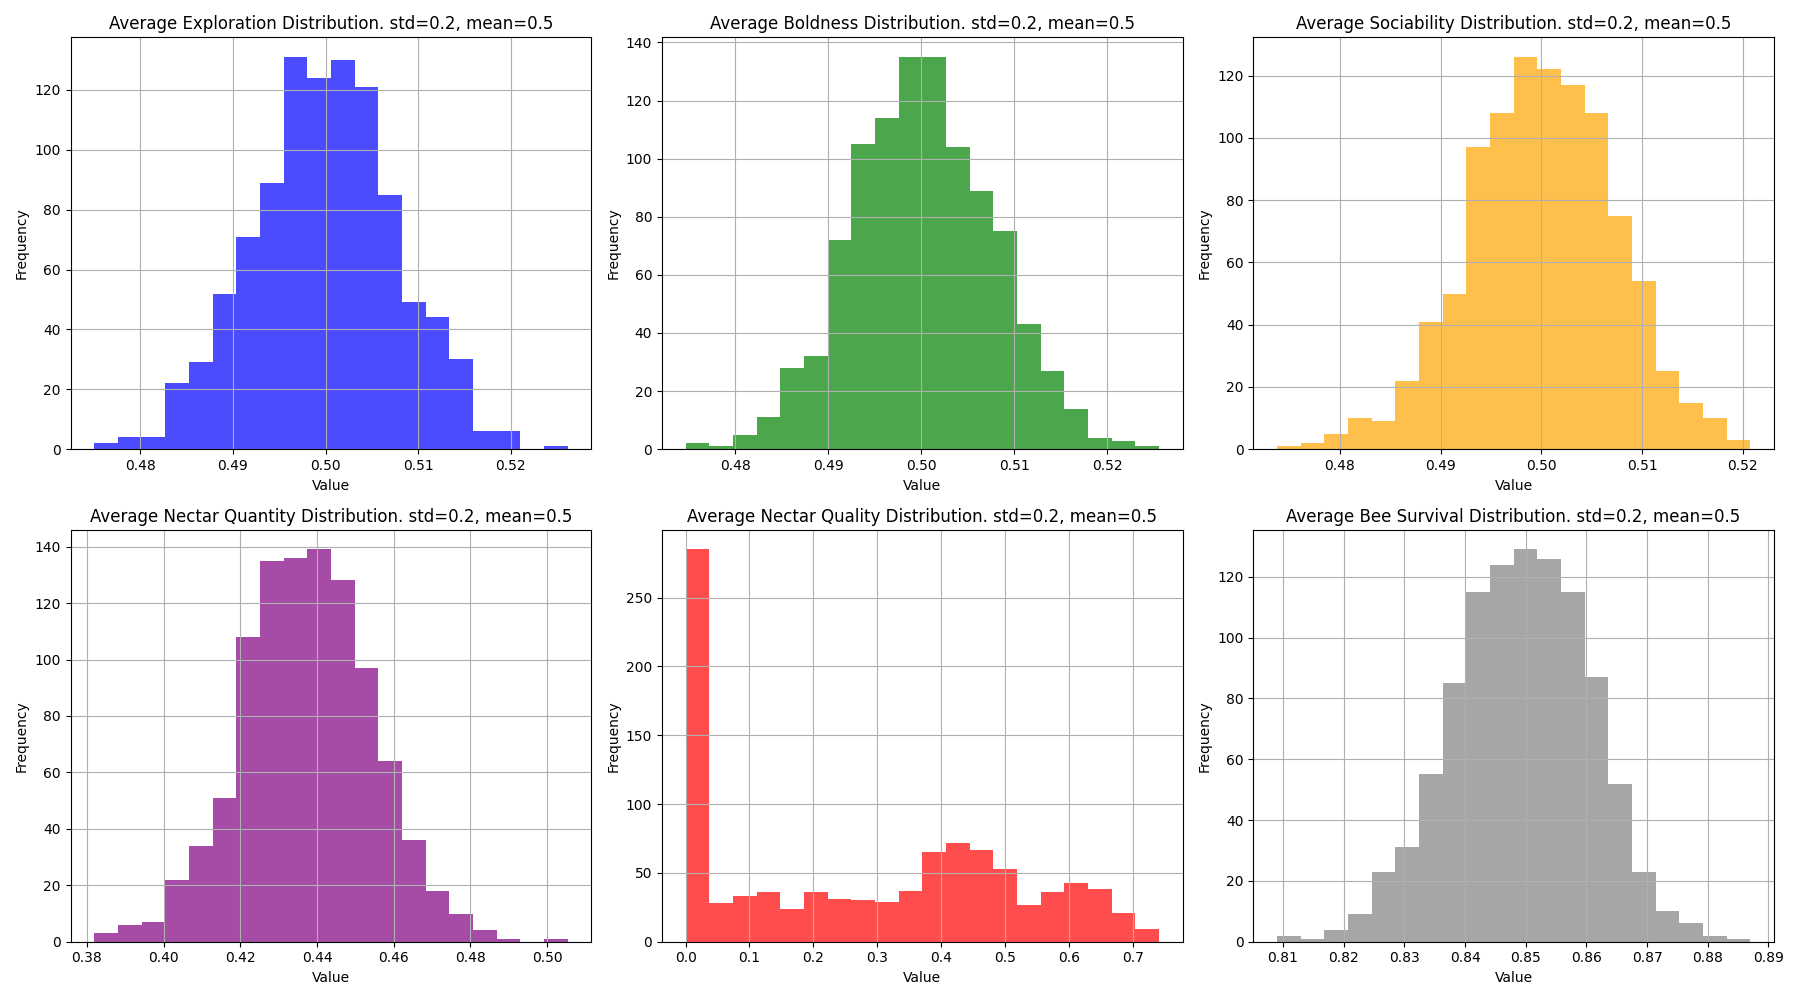 Average Exploration Distribution. std=0.2, mean=0.5
Frequency
120
100
80
60
40
20
0
0.48 0.49 0.50 0.51 0.52
Value
Average Boldness Distribution. std=0.2, mean=0.5
Frequency
140
120
100
80
60
40
20
0
0.48 0.49 0.50 0.51 0.52
Value
Average Sociability Distribution. std=0.2, mean=0.5
Frequency
120
100
80
60
40
20
0
0.48 0.49 0.50 0.51 0.52
Value
Average Nectar Quantity Distribution. std=0.2, mean=0.5
Frequency
140
120
100
80
60
40
20
0
0.38 0.40 0.42 0.44 0.46 0.48 0.50
Value
Average Nectar Quality Distribution. std=0.2, mean=0.5
Frequency
250
200
150
100
50
0
0.0 0.1 0.2 0.3 0.4 0.5 0.6 0.7
Value
Average Bee Survival Distribution. std=0.2, mean=0.5
Frequency
120
100
80
60
40
20
0
0.81 0.82 0.83 0.84 0.85 0.86 0.87 0.88 0.89
Value